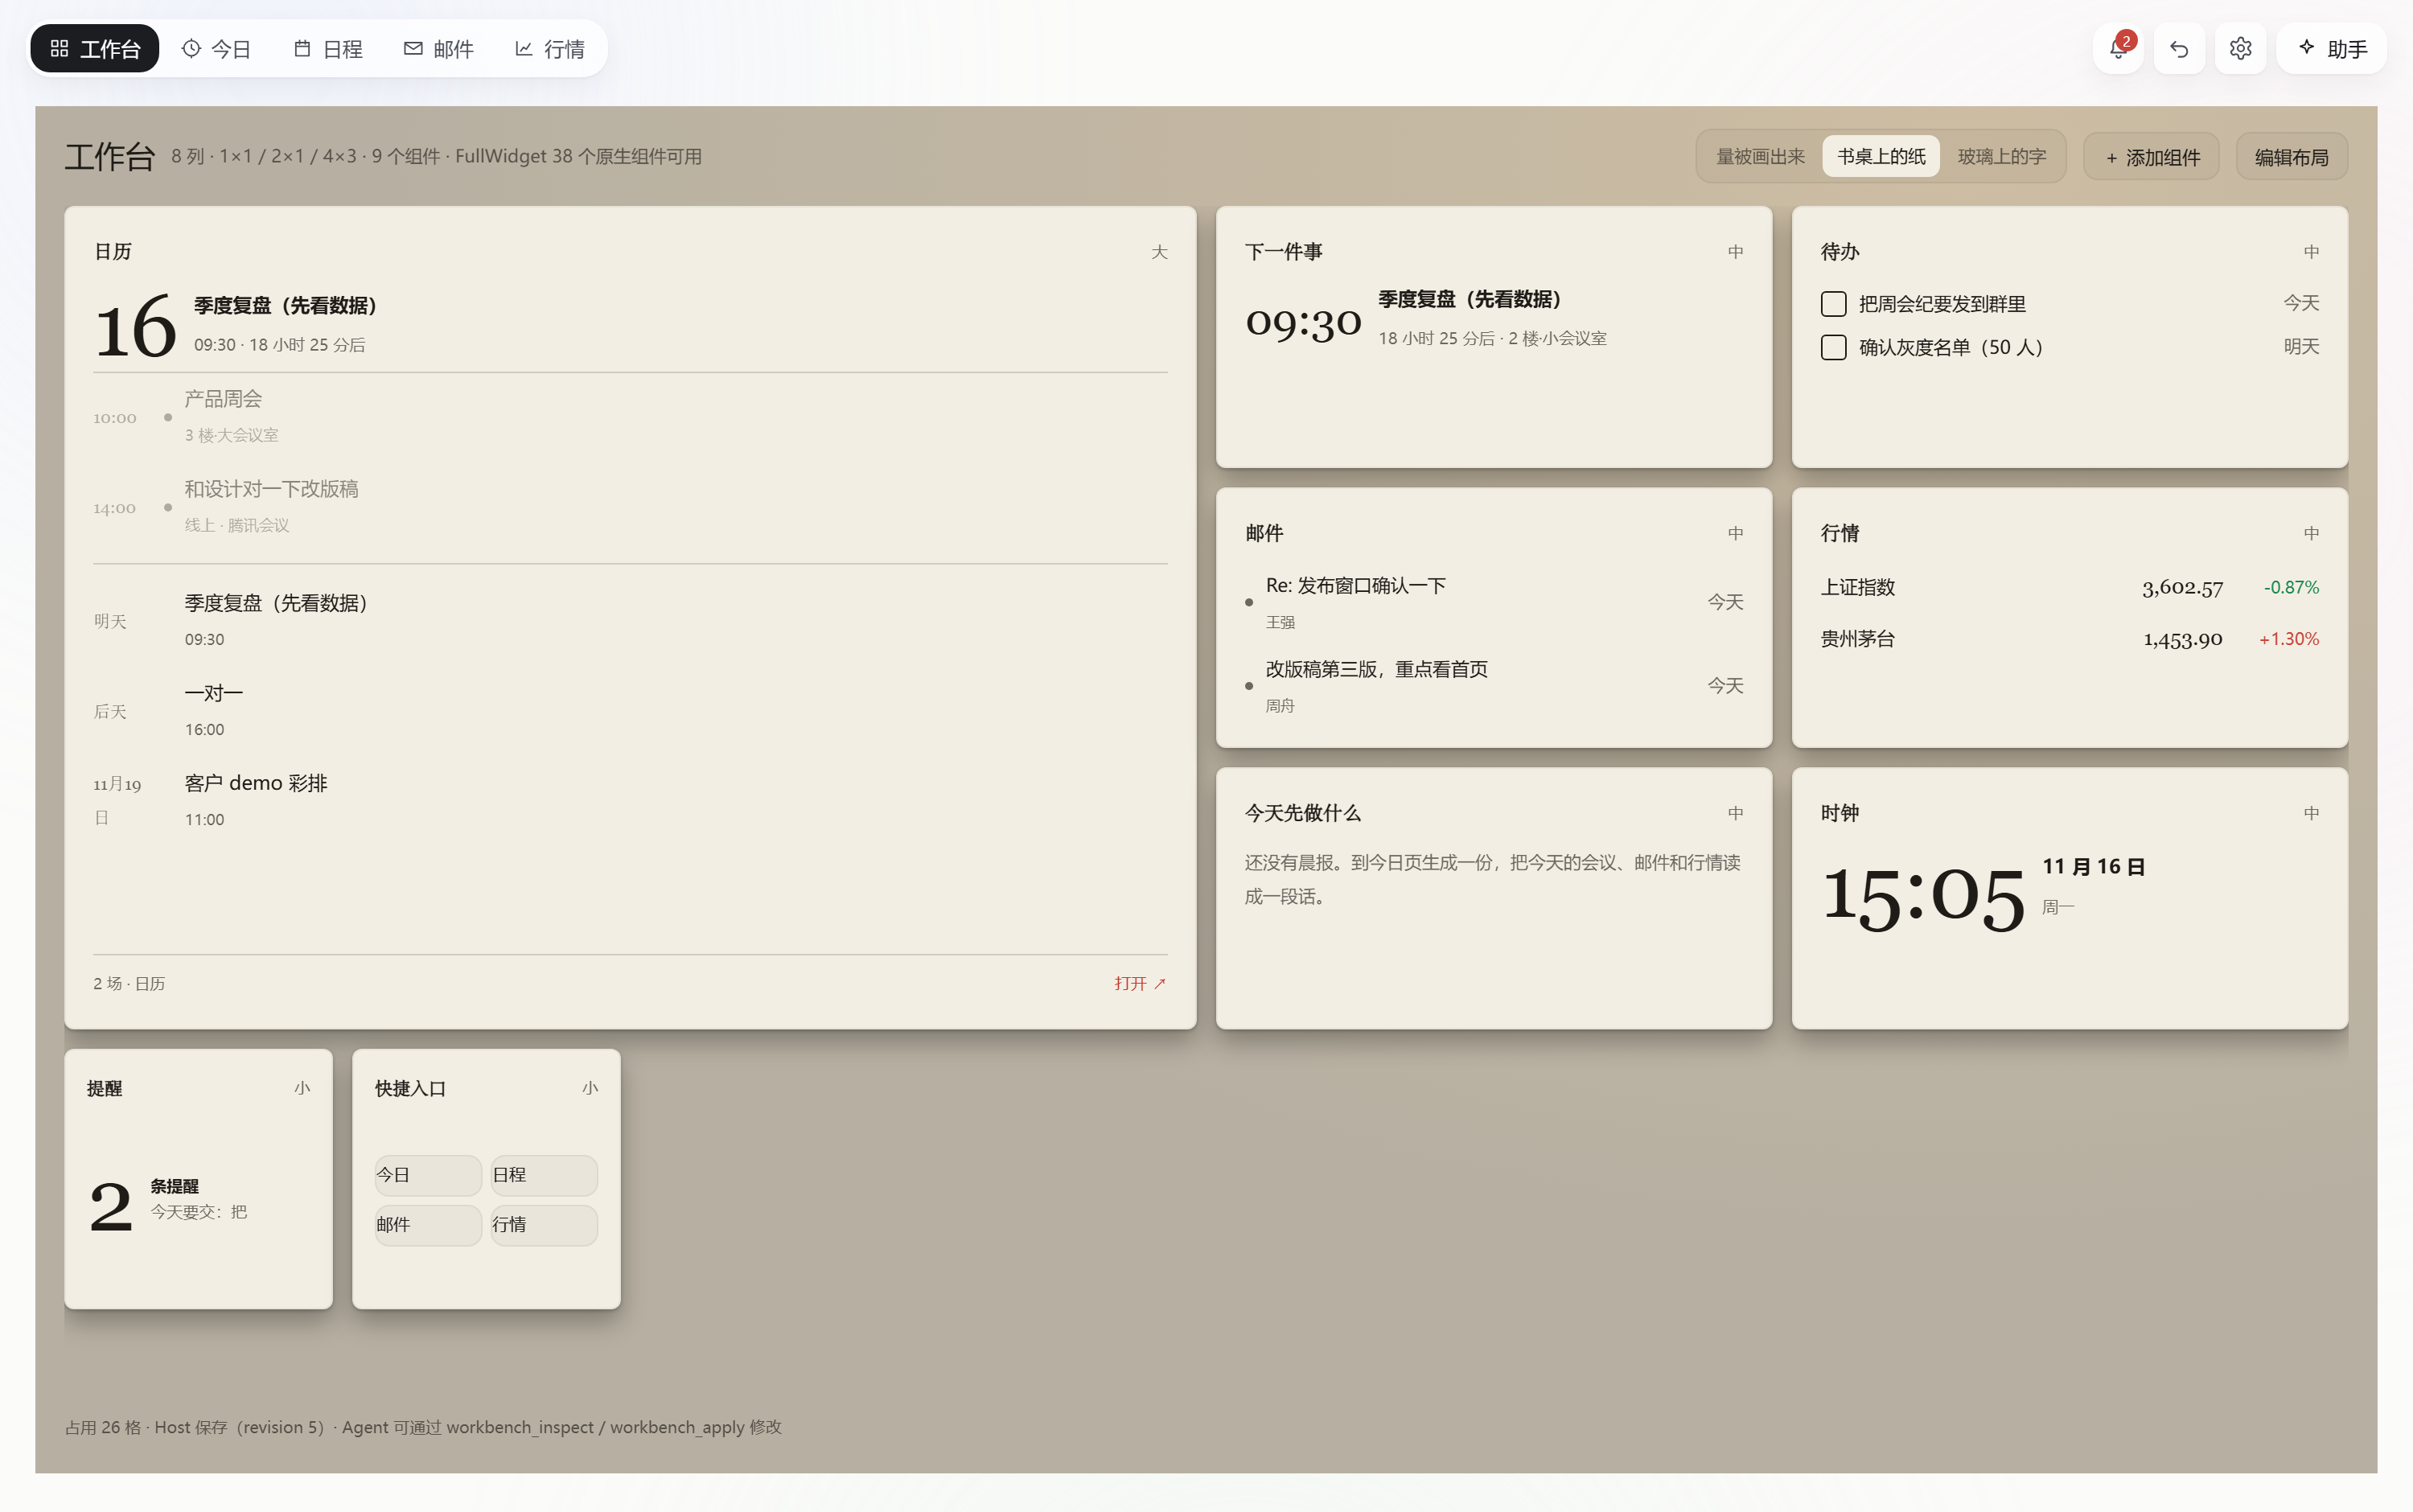 工作台
今日
日程
邮件
行情
2
助手
工作台
8 列 · 1×1 / 2×1 / 4×3 · 9 个组件 · FullWidget 38 个原生组件可用
量被画出来
书桌上的纸
玻璃上的字
+ 添加组件
编辑布局
日历
大
16
季度复盘（先看数据）
09:30 · 18 小时 25 分后
10:00
产品周会
3 楼·大会议室
14:00
和设计对一下改版稿
线上 · 腾讯会议
明天
季度复盘（先看数据）
09:30
后天
一对一
16:00
11月19
日
客户 demo 彩排
11:00
2 场 · 日历
打开 ↗
下一件事
中
09:30
季度复盘（先看数据）
18 小时 25 分后 · 2 楼·小会议室
待办
中
把周会纪要发到群里
今天
确认灰度名单（50 人）
明天
邮件
中
Re: 发布窗口确认一下
王强
今天
改版稿第三版，重点看首页
周舟
今天
行情
中
上证指数
3,602.57
-0.87%
贵州茅台
1,453.90
+1.30%
今天先做什么
中
还没有晨报。到今日页生成一份，把今天的会议、邮件和行情读
成一段话。
时钟
中
15:05
11 月 16 日
周一
提醒
小
2
条提醒
今天要交：把
快捷入口
小
今日
日程
邮件
行情
占用 26 格 · Host 保存（revision 5）· Agent 可通过 workbench_inspect / workbench_apply 修改